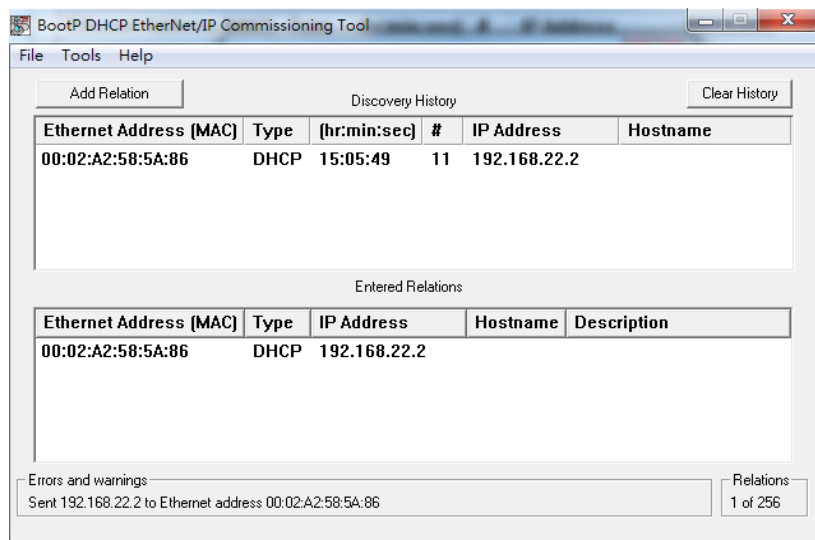 BootP DHCP EtherNet/IP Commissioning Tool
File Tools Help
Add Relation Discovery History Clear History
Ethernet Address (MAC) Type (hr:min:sec) # IP Address Hostname
00:02:A2:58:5A:86 DHCP 15:05:49 11 192.168.22.2
Entered Relations
Ethernet Address (MAC) Type IP Address Hostname Description
00:02:A2:58:5A:86 DHCP 192.168.22.2
Errors and warnings Relations
Sent 192.168.22.2 to Ethernet address 00:02:A2:58:5A:86 1 of 256